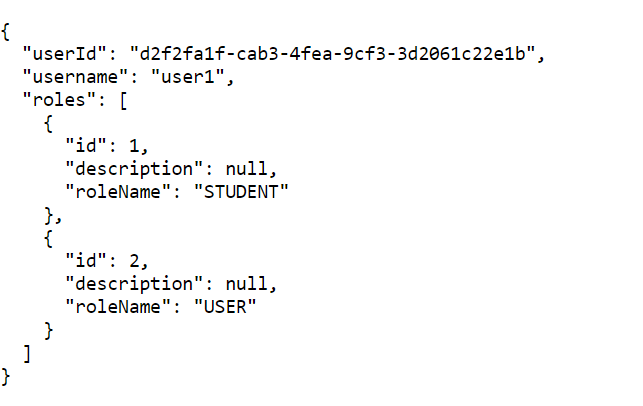 {
  "userId": "d2f2fa1f-cab3-4fea-9cf3-3d2061c22e1b",
  "username": "user1",
  "roles": [
    {
      "id": 1,
      "description": null,
      "roleName": "STUDENT"
    },
    {
      "id": 2,
      "description": null,
      "roleName": "USER"
    }
  ]
}